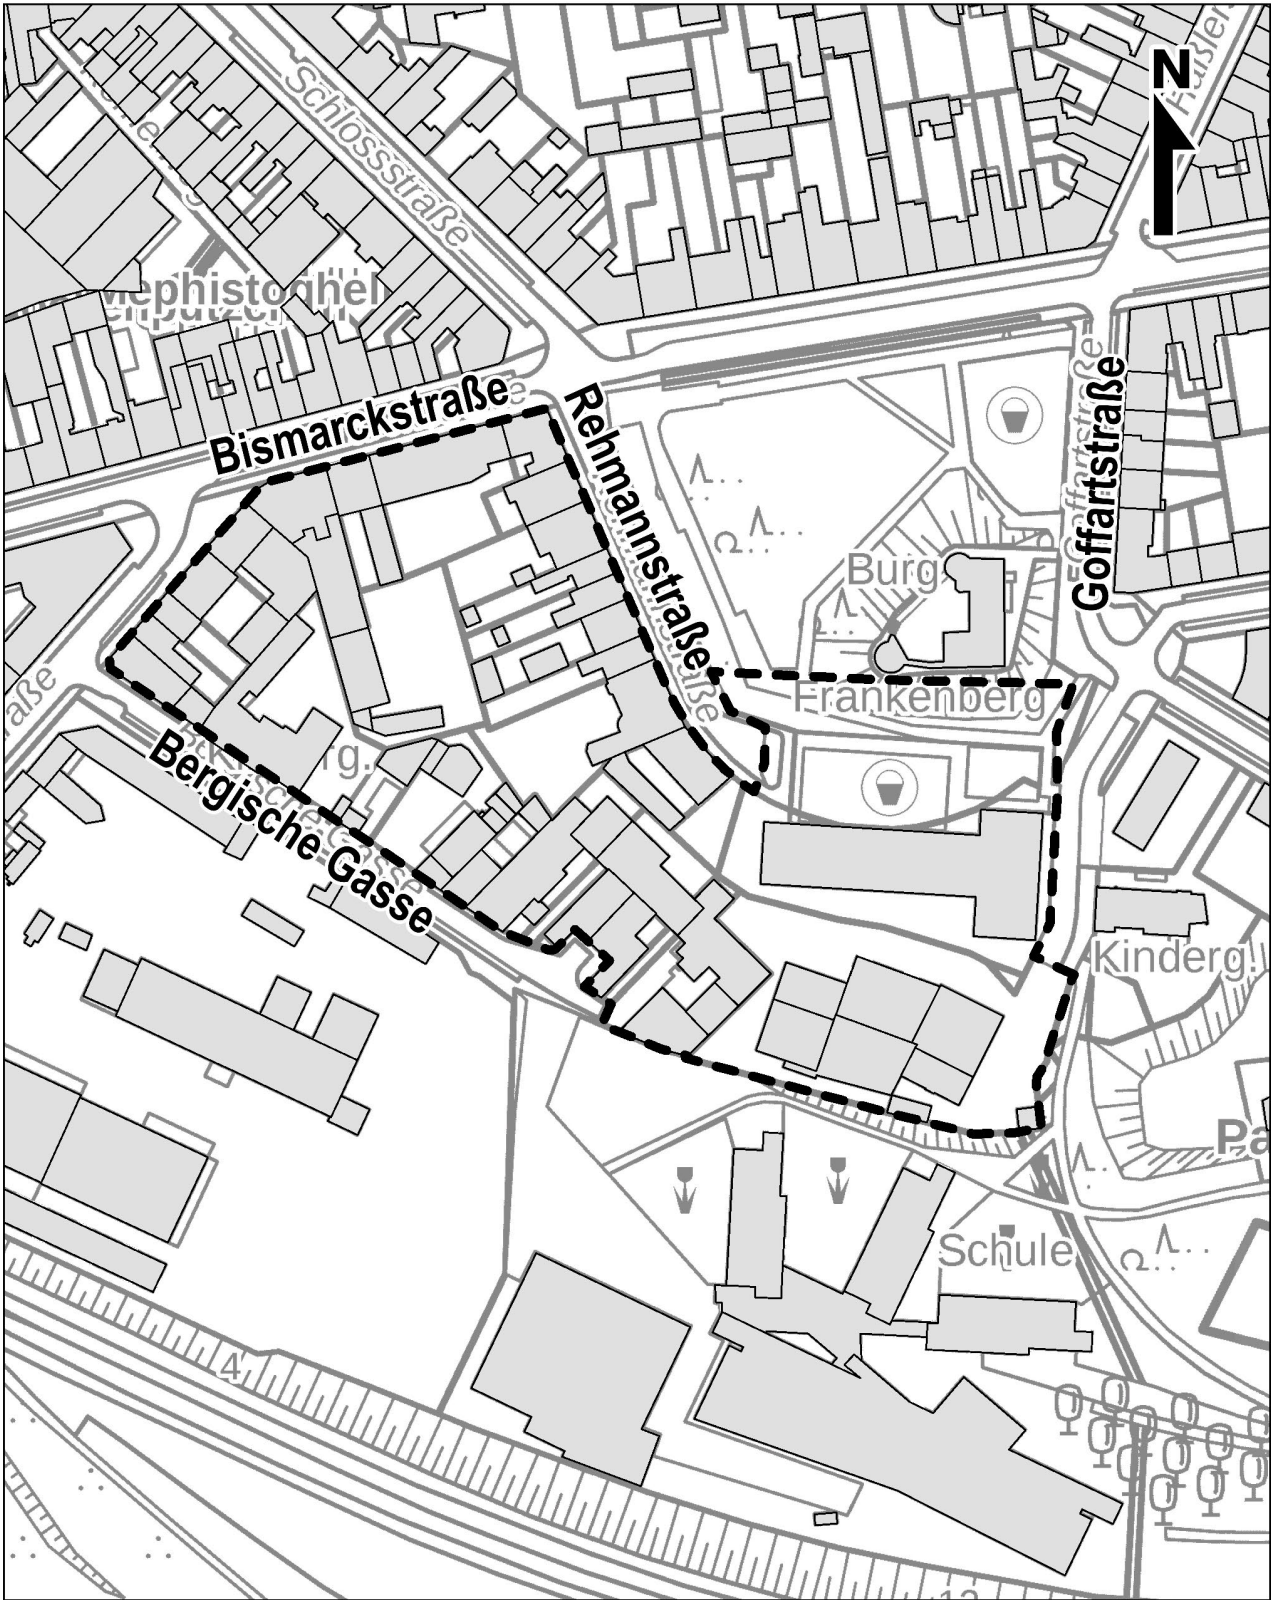 N
Schlossstraße
Bismarckstraße
Rehmannstraße
Goffartstraße
Burg
Frankenberg
Bergische Gasse
Kinderg.
Schule
4